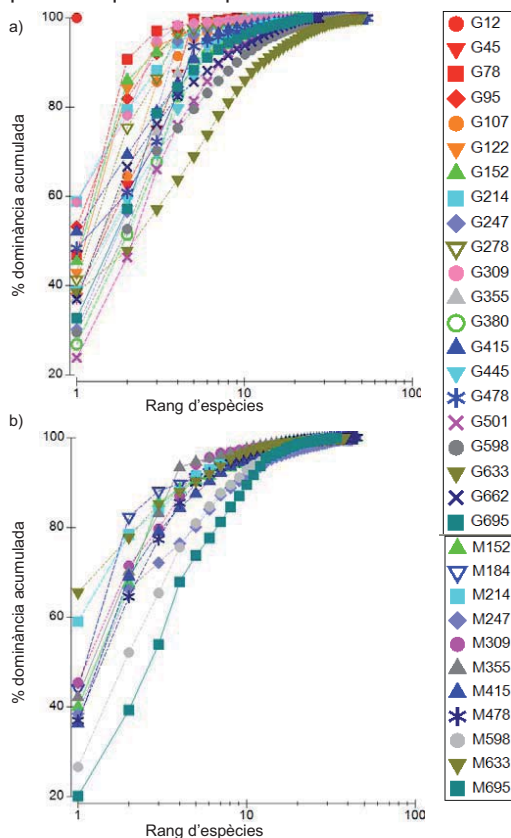 a)
100
80
60
40
20
% dominància acumulada
1
10
100
Rang d'espècies
G12
G45
G78
G95
G107
G122
G152
G214
G247
G278
G309
G355
G380
G415
G445
G478
G501
G598
G633
G662
G695
b)
100
80
60
40
20
% dominància acumulada
1
10
100
Rang d'espècies
M152
M184
M214
M247
M309
M355
M415
M478
M598
M633
M695